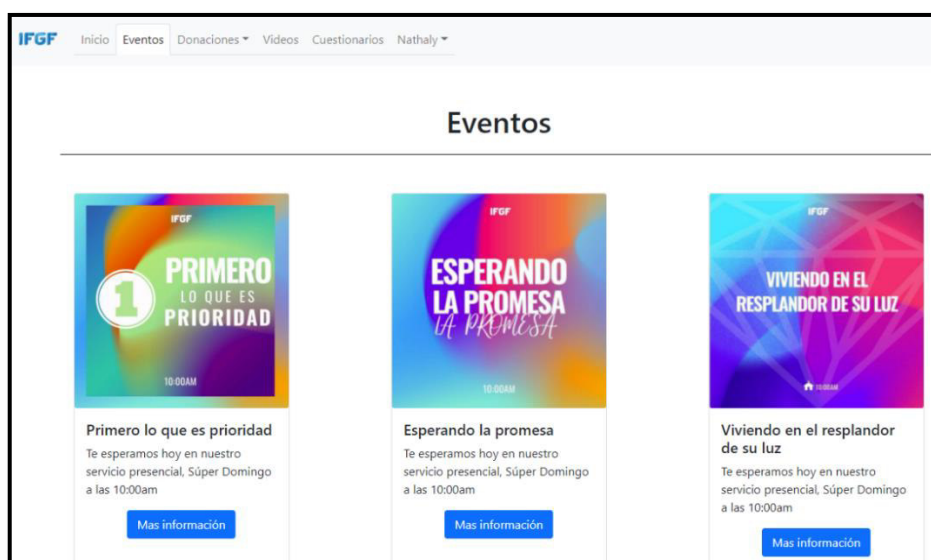 IFGF Inicio Eventos Donaciones Videos Cuestionarios Nathaly
Eventos
IFGF
1
PRIMERO
LO QUE ES
PRIORIDAD
10:00AM
Primero lo que es prioridad
Te esperamos hoy en nuestro
servicio presencial, Súper Domingo
a las 10:00am
Mas información
IFGF
ESPERANDO
LA PROMESA
LA PROMESA
10:00AM
Esperando la promesa
Te esperamos hoy en nuestro
servicio presencial, Súper Domingo
a las 10:00am
Mas información
IFGF
VIVIENDO EN EL
RESPLANDOR DE SU LUZ
10:00AM
Viviendo en el resplandor
de su luz
Te esperamos hoy en nuestro
servicio presencial, Súper Domingo
a las 10:00am
Mas información